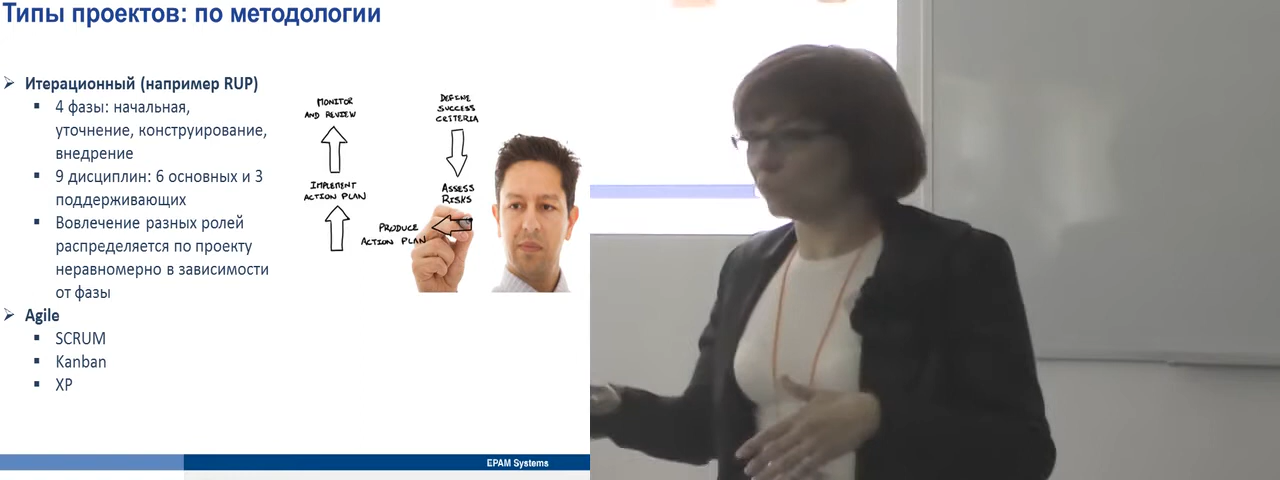 Типы проектов: по методологии
Итерационный (например RUP)
4 фазы: начальная,
уточнение, конструирование,
внедрение
9 дисциплин: 6 основных и 3
поддерживающих
Вовлечение разных ролей
распределяется по проекту
неравномерно в зависимости
от фазы
Agile
SCRUM
Kanban
XP
MONITOR
AND REVIEW
DEFINE
SUCCESS
CRITERIA
IMPLEMENT
ACTION PLAN
ASSESS
RISKS
PRODUCE
ACTION PLAN
EPAM Systems